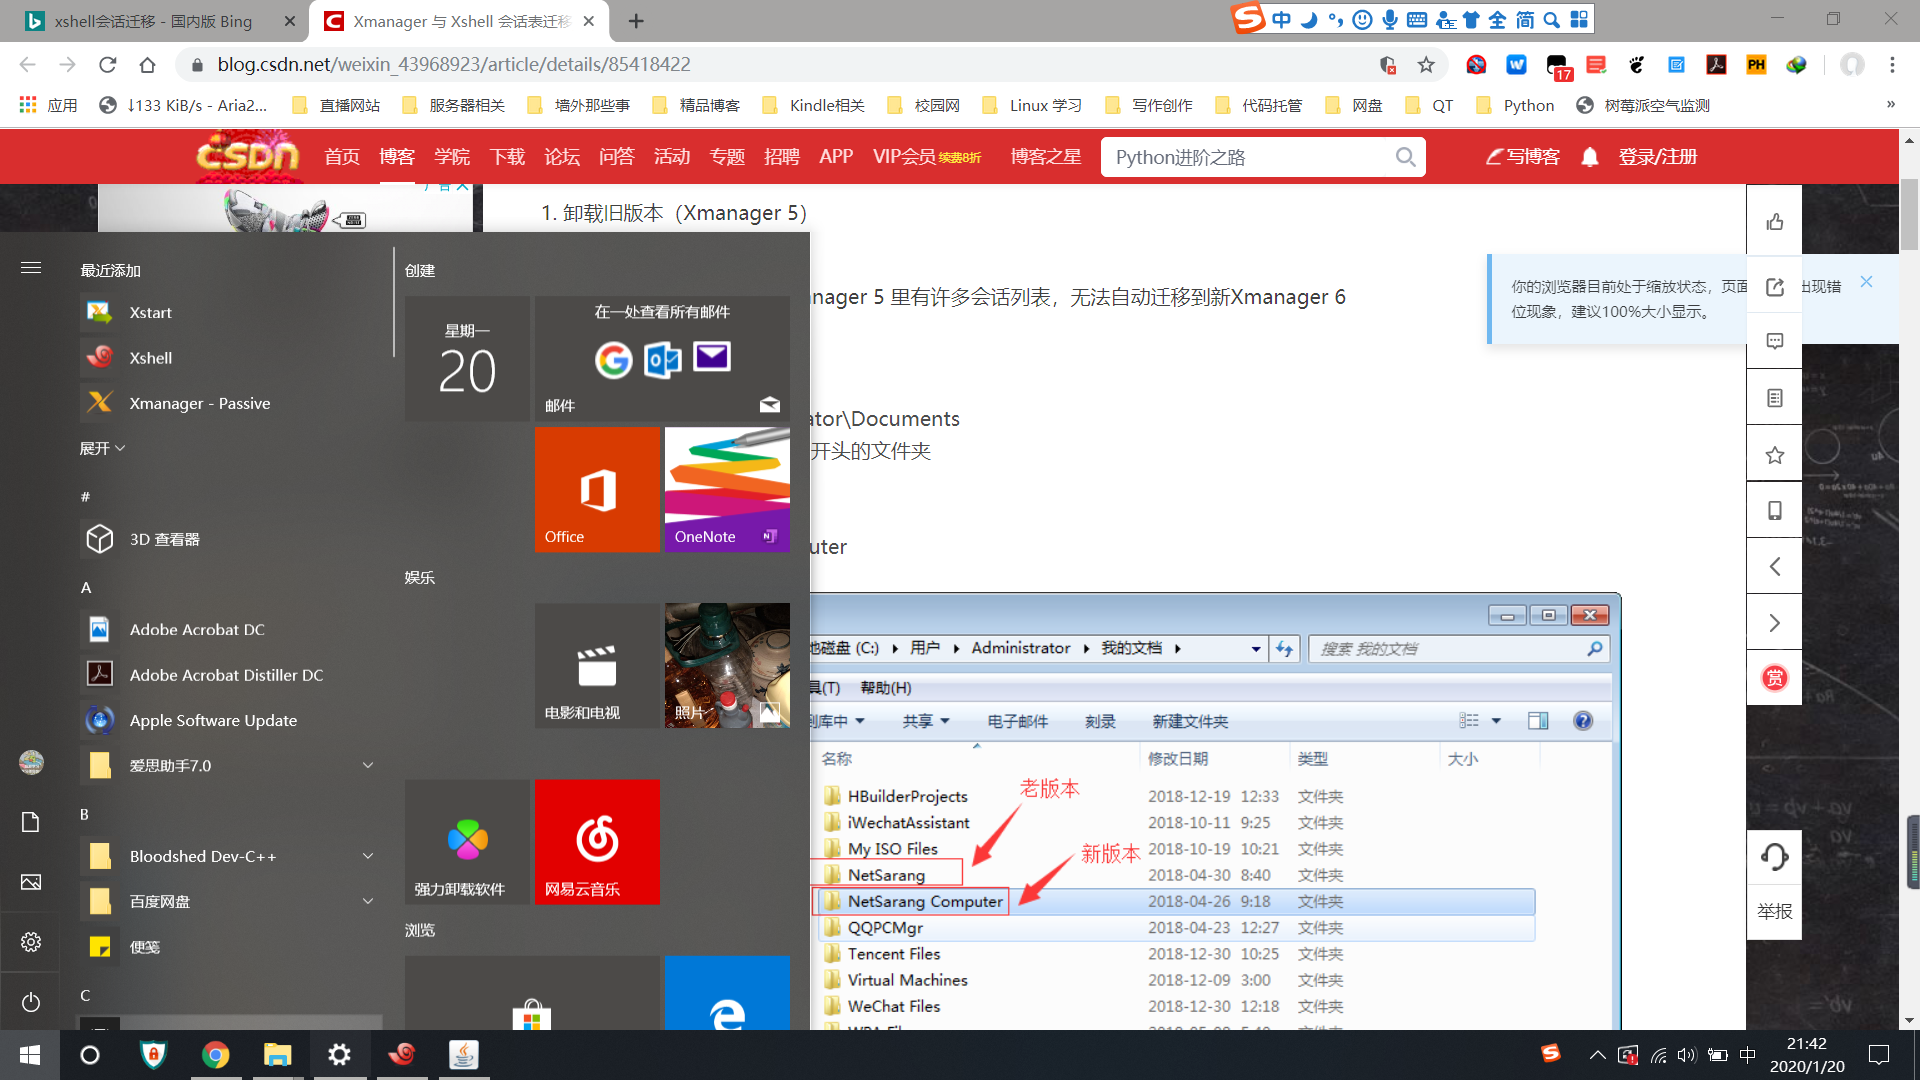 xshell会话迁移 - 国内版 Bing
Xmanager 与 Xshell 会话表迁移
中
全
简
blog.csdn.net/weixin_43968923/article/details/85418422
17
PH
应用
↓133 KiB/s - Aria2...
直播网站
服务器相关
墙外那些事
精品博客
Kindle相关
校园网
Linux 学习
写作创作
代码托管
网盘
QT
Python
树莓派空气监测
»
CSDN
首页
博客
学院
下载
论坛
问答
活动
专题
招聘
APP
VIP会员
续费8折
博客之星
Python进阶之路
写博客
登录/注册
广告
1. 卸载旧版本（Xmanager 5）
nager 5 里有许多会话列表，无法自动迁移到新Xmanager 6
ator\Documents
开头的文件夹
uter
你的浏览器目前处于缩放状态，页面
出现错
位现象，建议100%大小显示。
赏
举报
最近添加
Xstart
Xshell
Xmanager - Passive
展开
#
3D 查看器
A
Adobe Acrobat DC
Adobe Acrobat Distiller DC
Apple Software Update
爱思助手7.0
B
Bloodshed Dev-C++
百度网盘
便笺
C
创建
星期一
20
在一处查看所有邮件
邮件
Office
OneNote
娱乐
电影和电视
照片
强力卸载软件
网易云音乐
浏览
磁盘 (C:)
用户
Administrator
我的文档
搜索 我的文档
具(T)
帮助(H)
到库中
共享
电子邮件
刻录
新建文件夹
名称
修改日期
类型
大小
老版本
新版本
HBuilderProjects
2018-12-19 12:33
文件夹
iWechatAssistant
2018-10-11 9:25
文件夹
My ISO Files
2018-10-19 10:21
文件夹
NetSarang
2018-04-30 8:40
文件夹
NetSarang Computer
2018-04-26 9:18
文件夹
QQPCMgr
2018-04-23 12:27
文件夹
Tencent Files
2018-12-30 10:25
文件夹
Virtual Machines
2018-12-09 3:00
文件夹
WeChat Files
2018-12-30 12:18
文件夹
中
21:42
2020/1/20